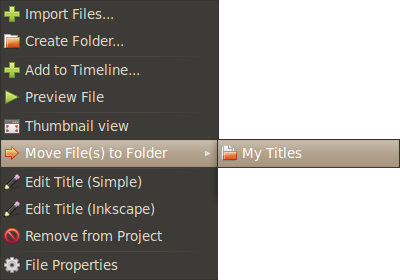 Import Files...
Create Folder...
Add to Timeline...
Preview File
Thumbnail view
Move File(s) to Folder
My Titles
Edit Title (Simple)
Edit Title (Inkscape)
Remove from Project
File Properties